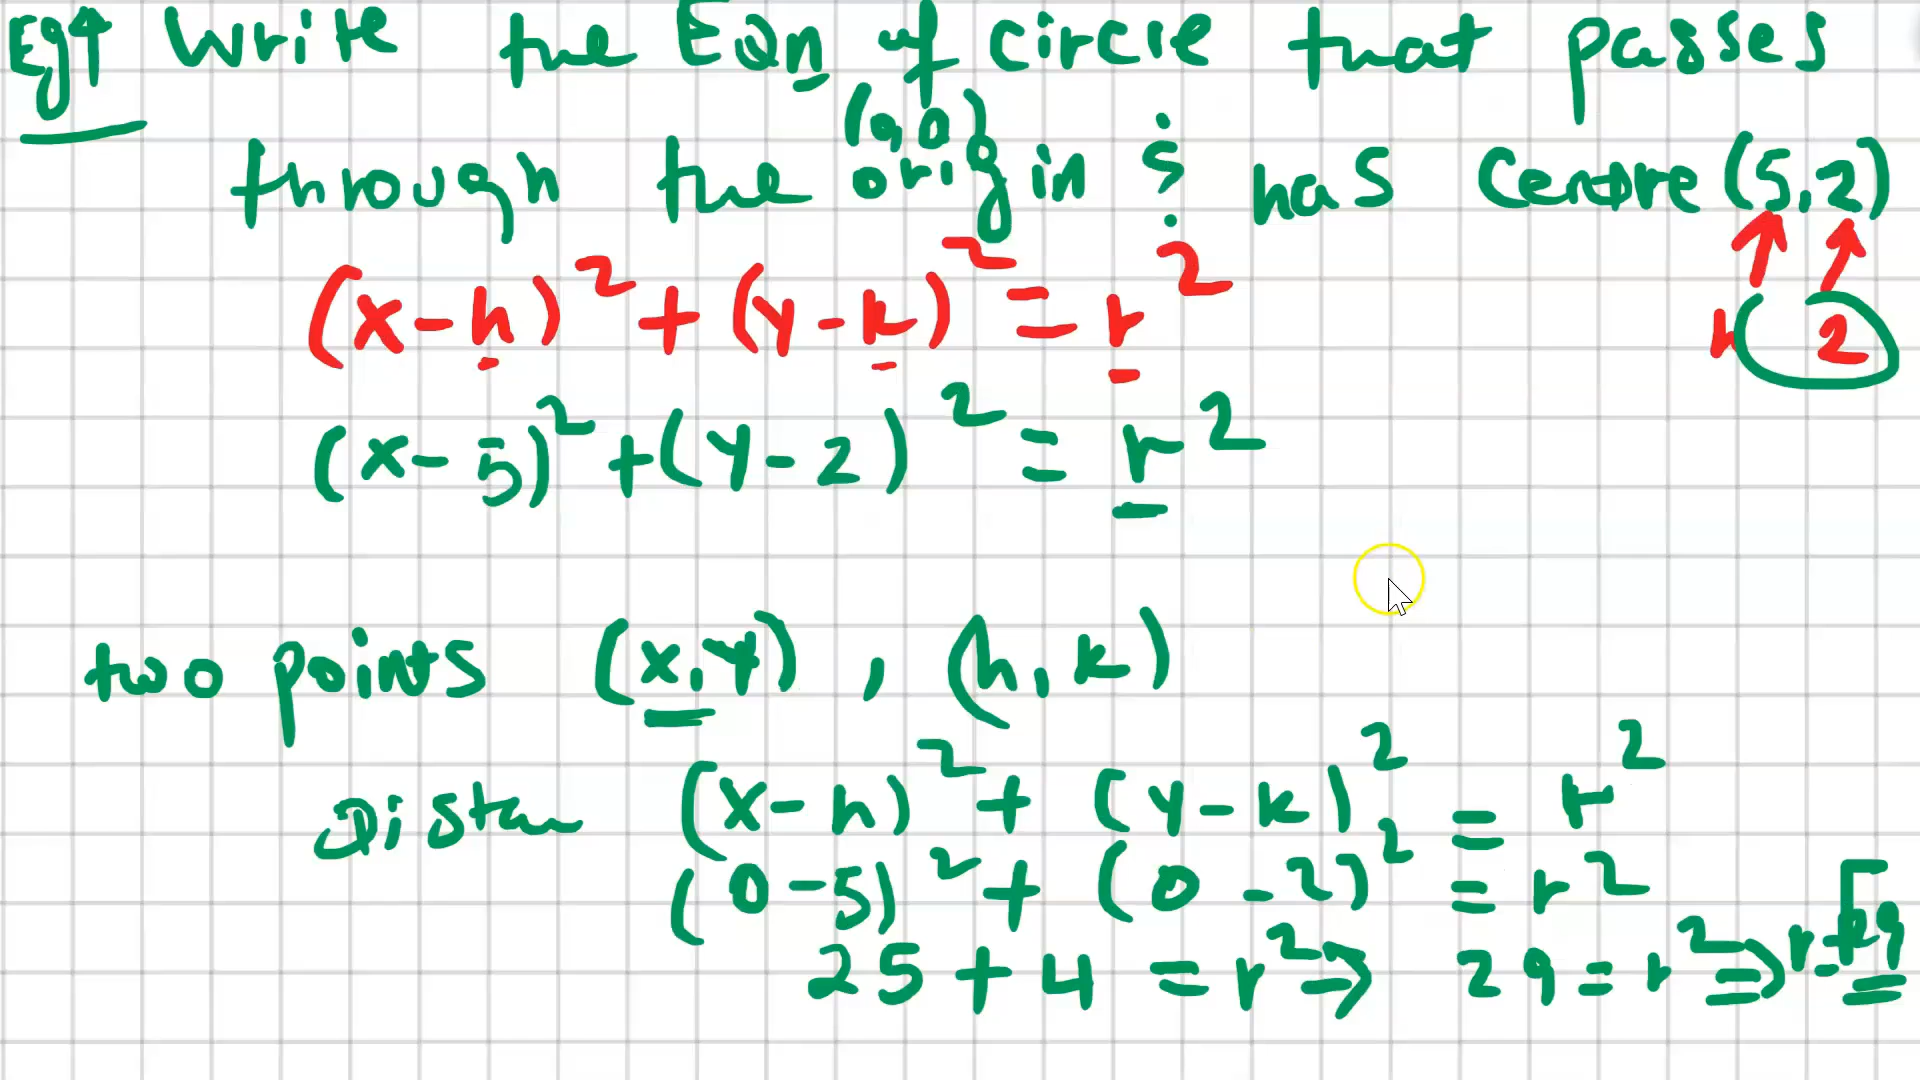 Eg4 Write the Eqn of circle that passes
(0,0)
through the origin & has Centre (5,2)
(x-h)² + (y-k)² = r²
h 2
(x-5)² + (y-2)² = r²
two points (x,y) , (h,k)
(x-h)² + (y-k)² = r²
(0-5)² + (0-2)² = r²
25 + 4 = r² ⇒ 29 = r² ⇒ r = √29